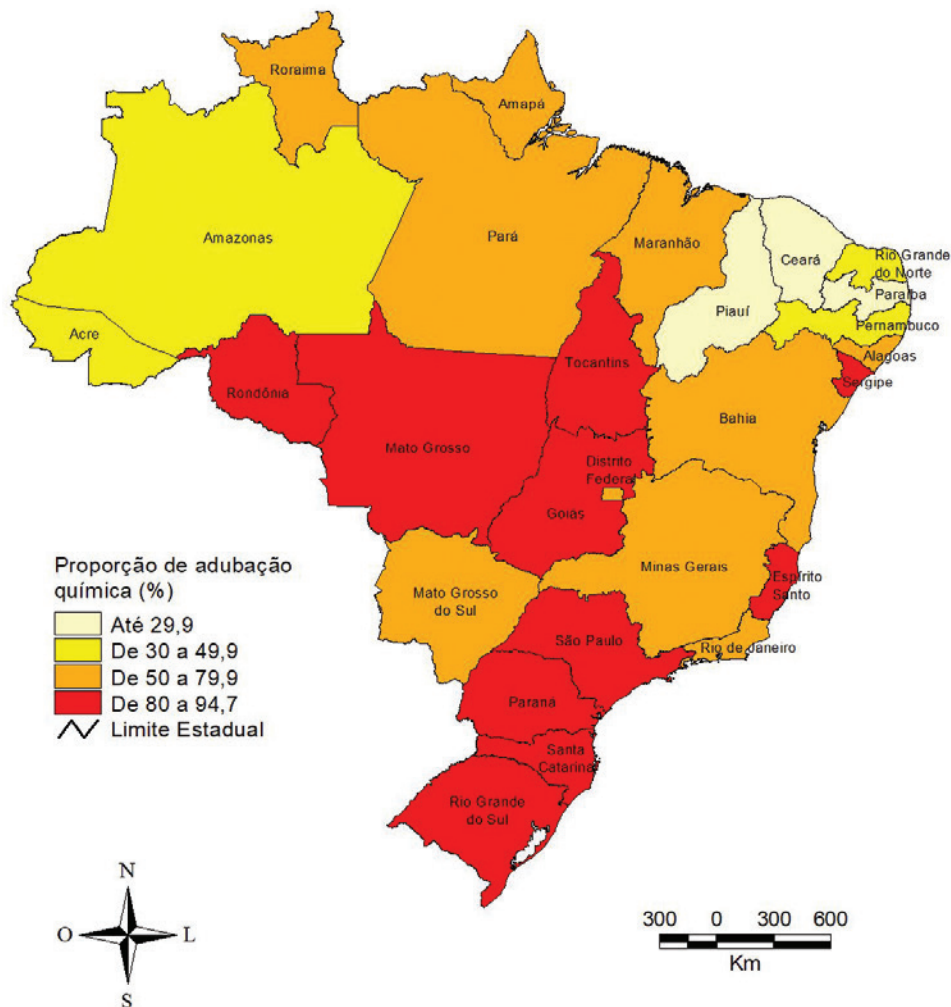 Roraima
Amapá
Amazonas
Pará
Maranhão
Ceará
Rio Grande
do Norte
Paraíba
Piauí
Pernambuco
Acre
Alagoas
Sergipe
Tocantins
Rondônia
Bahia
Mato Grosso
Distrito
Federal
Goiás
Minas Gerais
Espírito
Santo
Mato Grosso
do Sul
São Paulo
Rio de Janeiro
Paraná
Santa
Catarina
Rio Grande
do Sul
Proporção de adubação
química (%)
Até 29,9
De 30 a 49,9
De 50 a 79,9
De 80 a 94,7
Limite Estadual
N
O
L
S
300 0 300 600
Km